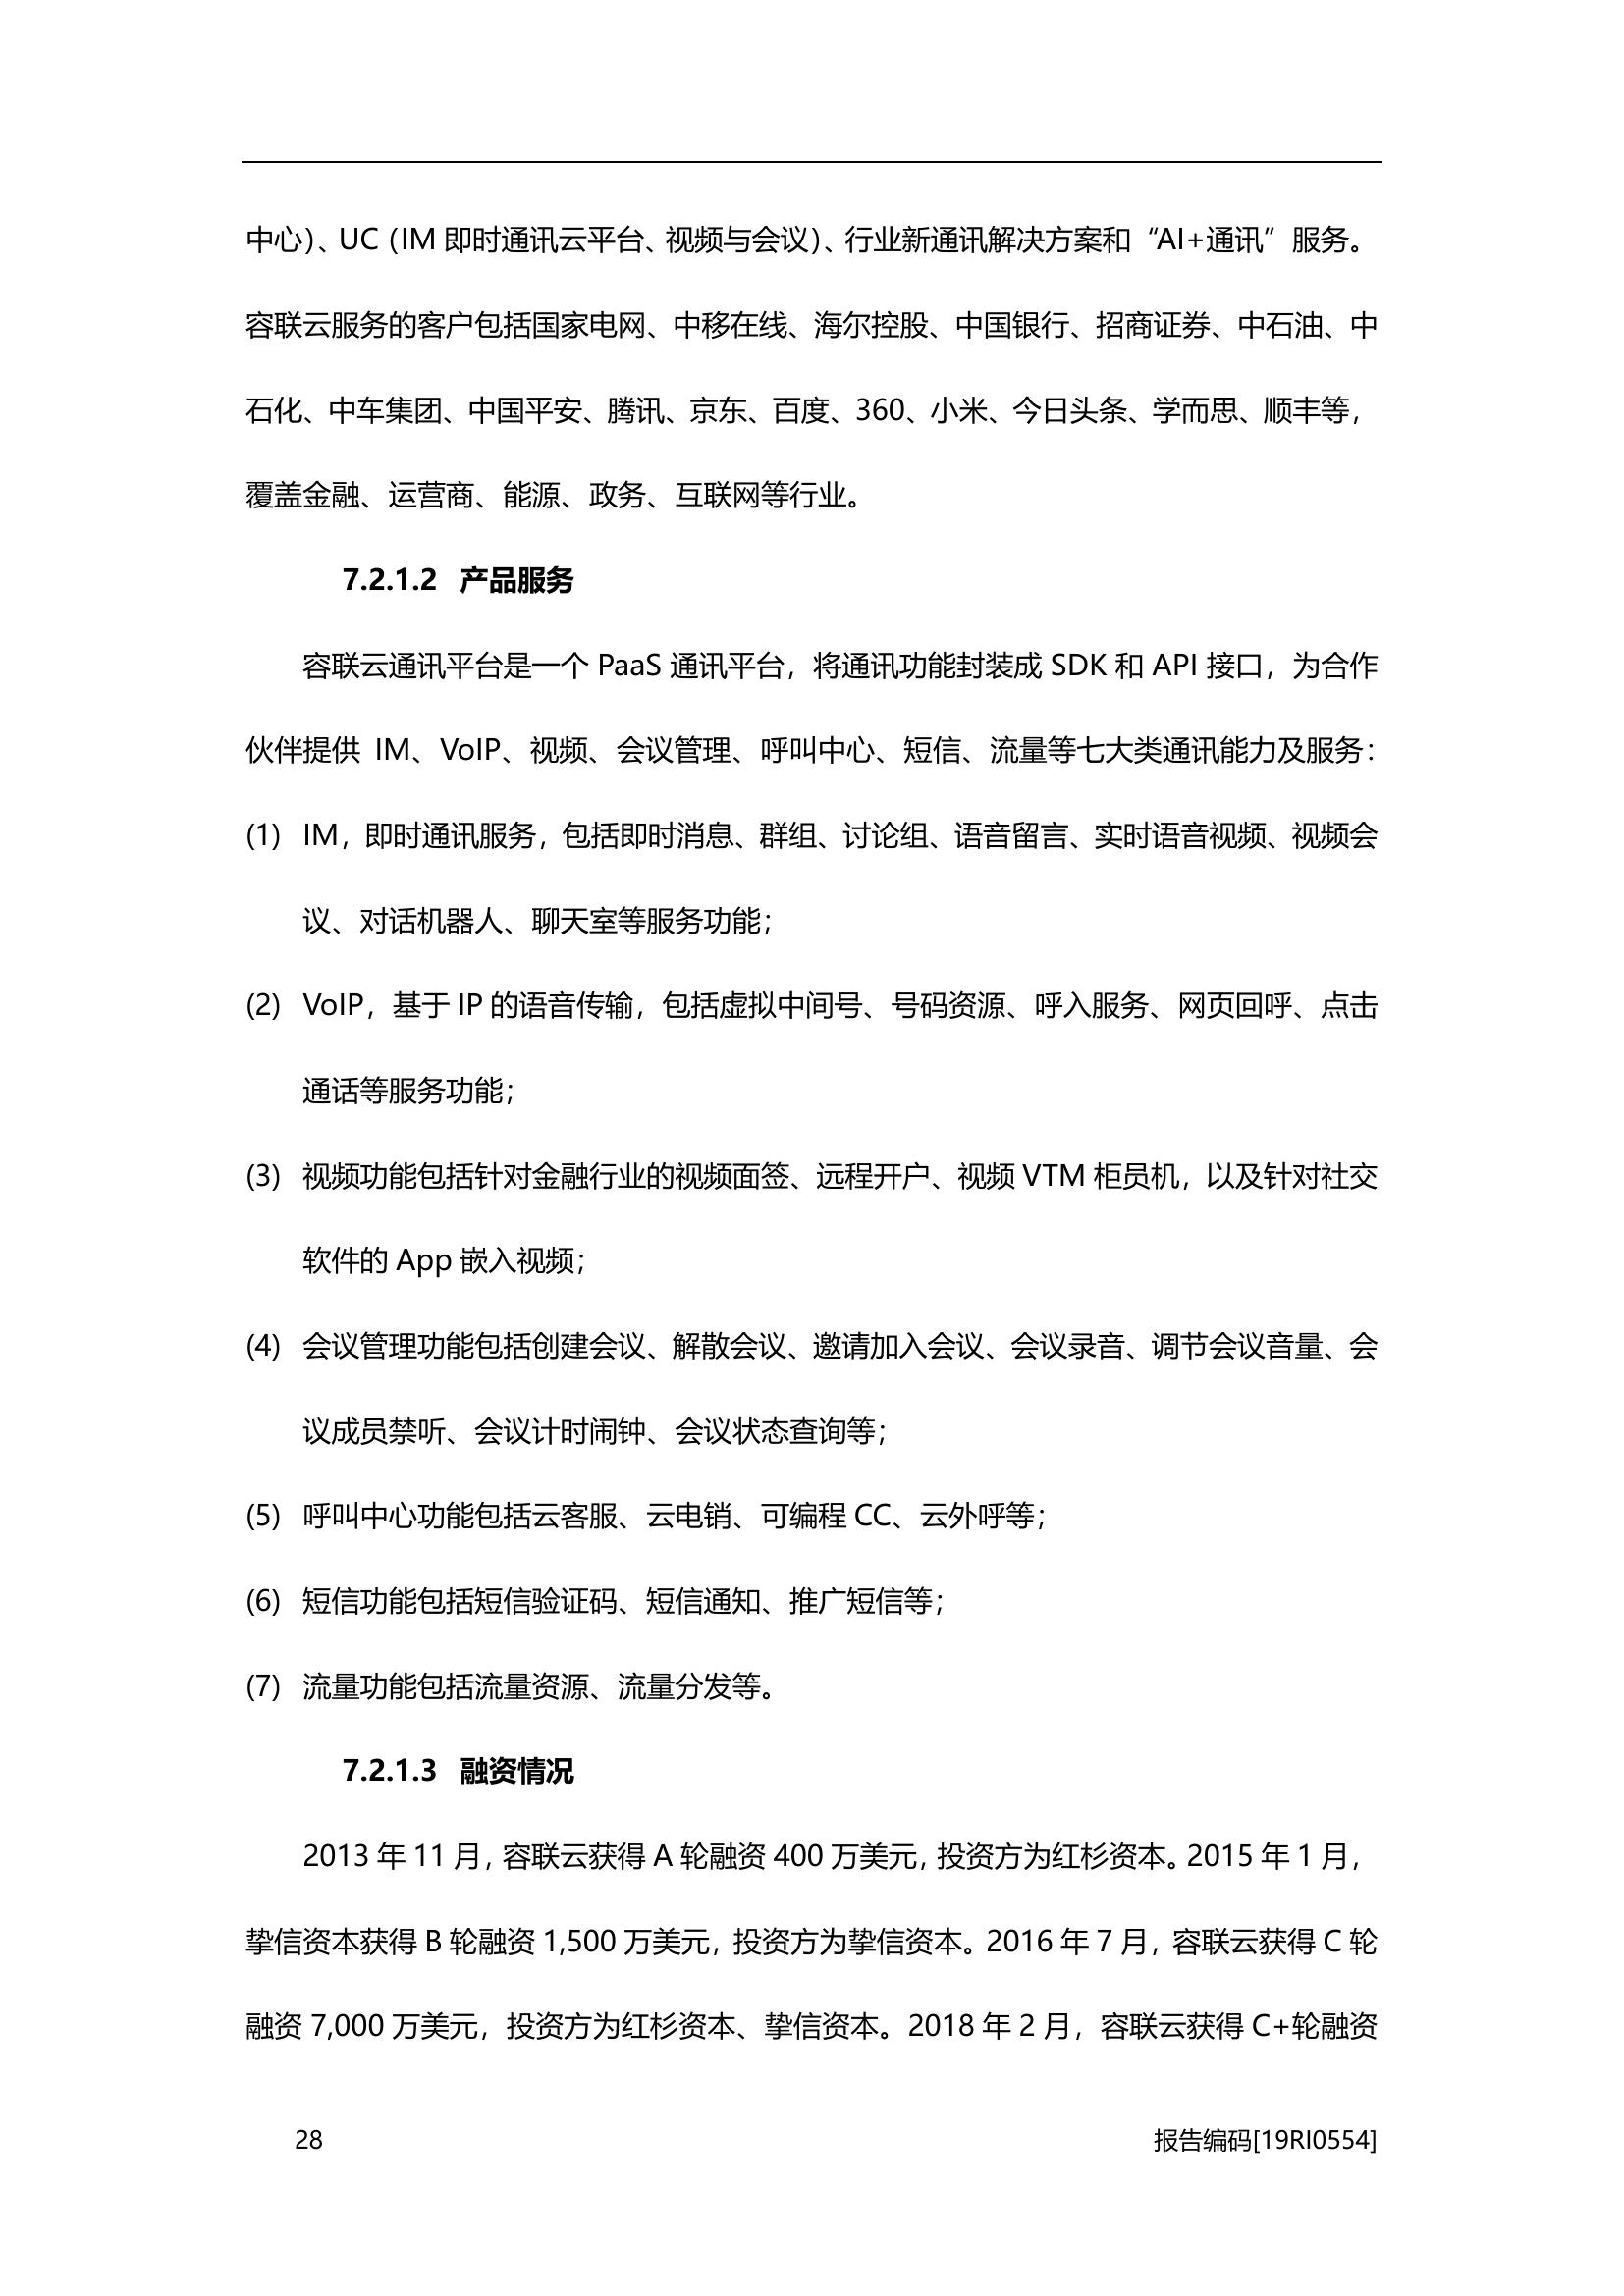 中心）、UC（IM 即时通讯云平台、视频与会议）、行业新通讯解决方案和“AI+通讯”服务。
容联云服务的客户包括国家电网、中移在线、海尔控股、中国银行、招商证券、中石油、中
石化、中车集团、中国平安、腾讯、京东、百度、360、小米、今日头条、学而思、顺丰等，
覆盖金融、运营商、能源、政务、互联网等行业。
7.2.1.2 产品服务
容联云通讯平台是一个 PaaS 通讯平台，将通讯功能封装成 SDK 和 API 接口，为合作
伙伴提供 IM、VoIP、视频、会议管理、呼叫中心、短信、流量等七大类通讯能力及服务：
(1) IM，即时通讯服务，包括即时消息、群组、讨论组、语音留言、实时语音视频、视频会
议、对话机器人、聊天室等服务功能；
(2) VoIP，基于 IP 的语音传输，包括虚拟中间号、号码资源、呼入服务、网页回呼、点击
通话等服务功能；
(3) 视频功能包括针对金融行业的视频面签、远程开户、视频 VTM 柜员机，以及针对社交
软件的 App 嵌入视频；
(4) 会议管理功能包括创建会议、解散会议、邀请加入会议、会议录音、调节会议音量、会
议成员禁听、会议计时闹钟、会议状态查询等；
(5) 呼叫中心功能包括云客服、云电销、可编程 CC、云外呼等；
(6) 短信功能包括短信验证码、短信通知、推广短信等；
(7) 流量功能包括流量资源、流量分发等。
7.2.1.3 融资情况
2013 年 11 月，容联云获得 A 轮融资 400 万美元，投资方为红杉资本。2015 年 1 月，
挚信资本获得 B 轮融资 1,500 万美元，投资方为挚信资本。2016 年 7 月，容联云获得 C 轮
融资 7,000 万美元，投资方为红杉资本、挚信资本。2018 年 2 月，容联云获得 C+轮融资
28 报告编码[19RI0554]